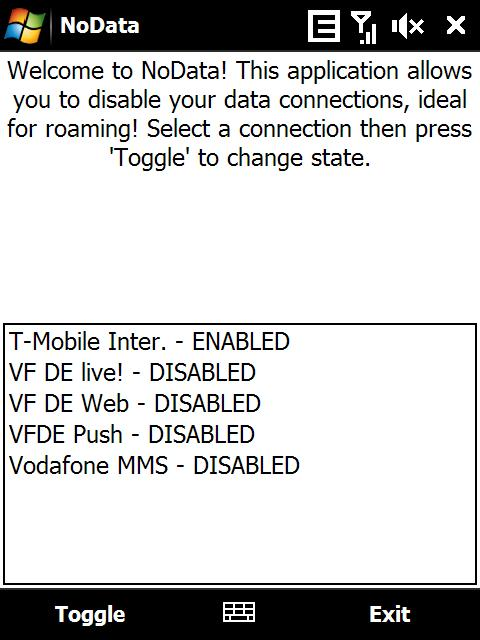 NoData
Welcome to NoData! This application allows
you to disable your data connections, ideal
for roaming! Select a connection then press
'Toggle' to change state.
T-Mobile Inter. - ENABLED
VF DE live! - DISABLED
VF DE Web - DISABLED
VFDE Push - DISABLED
Vodafone MMS - DISABLED
Toggle
Exit